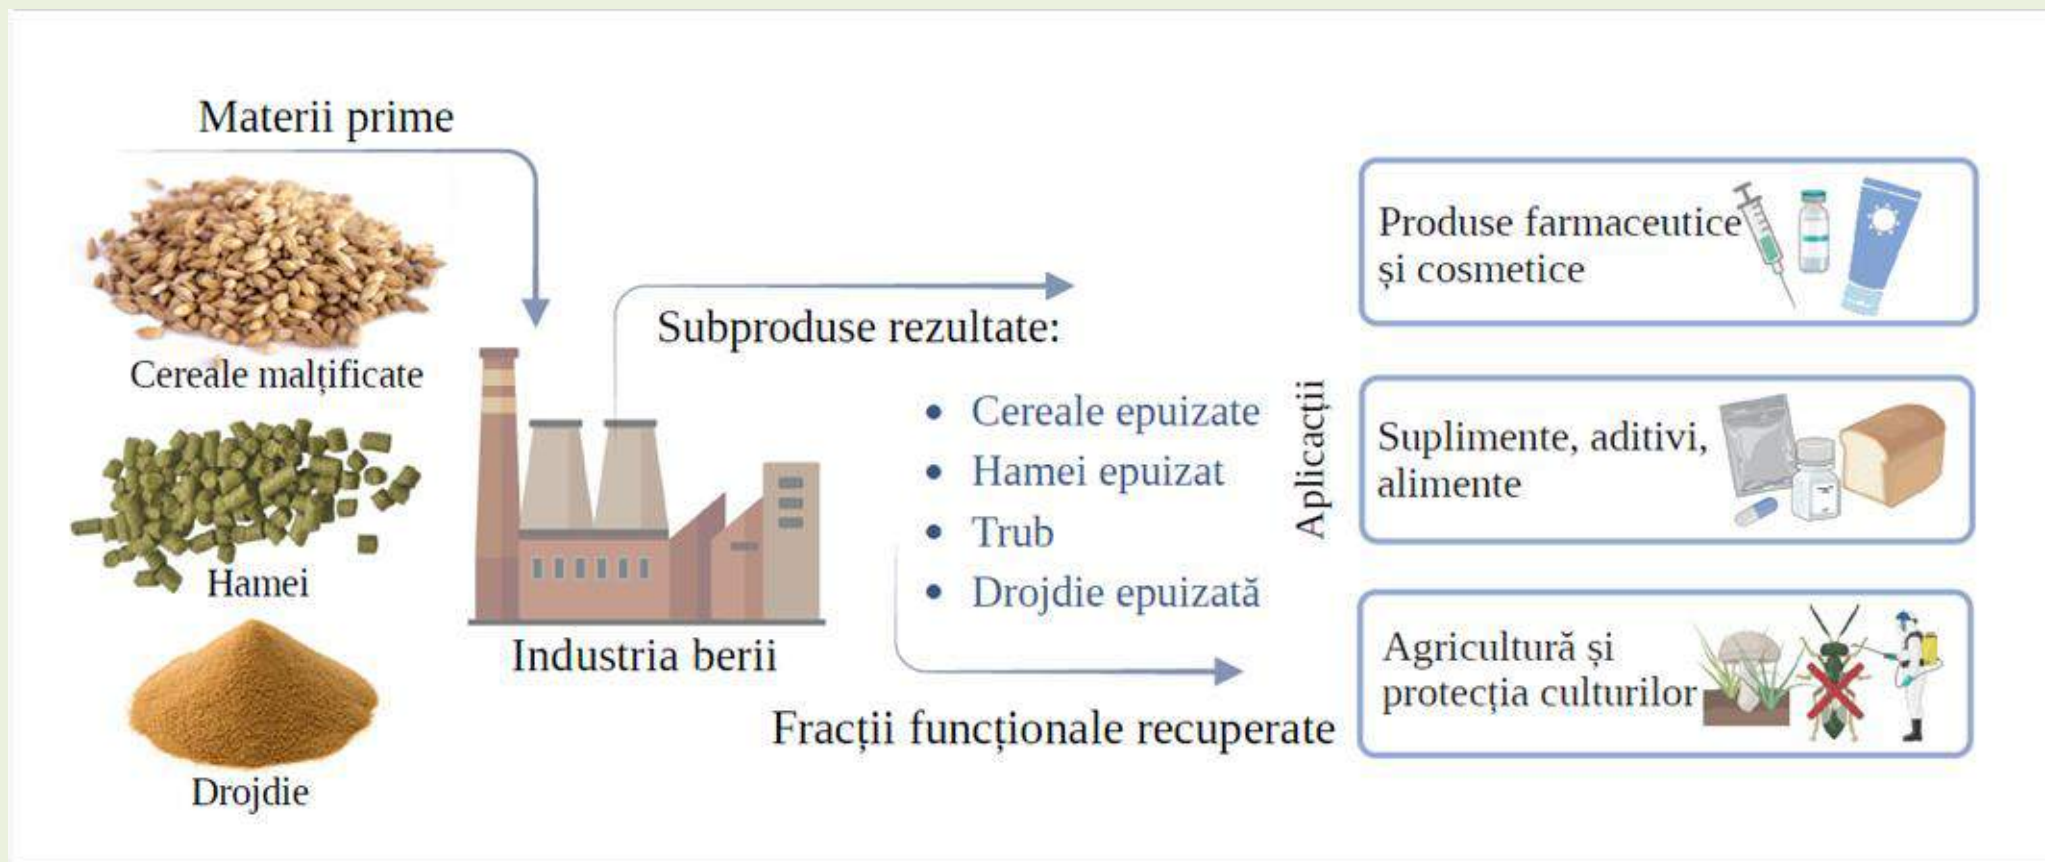 Materii prime
Cereale malțificate
Hamei
Drojdie
Industria berii
Subproduse rezultate:
• Cereale epuizate
• Hamei epuizat
• Trub
• Drojdie epuizată
Fracții funcționale recuperate
Aplicacții
Produse farmaceutice
și cosmetice
Suplimente, aditivi,
alimente
Agricultură și
protecția culturilor